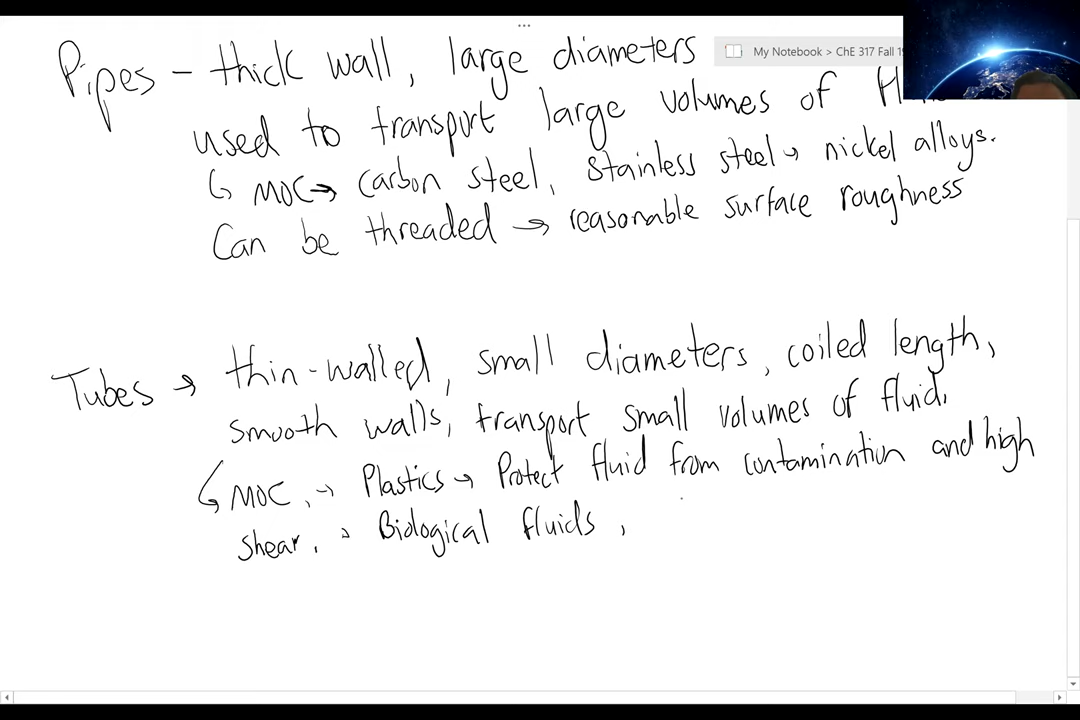 My Notebook > ChE 317 Fall
Pipes - thick wall, large diameters
used to transport large volumes of
↳ MOC → carbon steel, stainless steel → nickel alloys.
Can be threaded → reasonable surface roughness
Tubes → thin-walled, small diameters, coiled length,
smooth walls, transport small volumes of fluid.
↳ MOC. → Plastics → Protect fluid from contamination and high
shear. → Biological fluids,